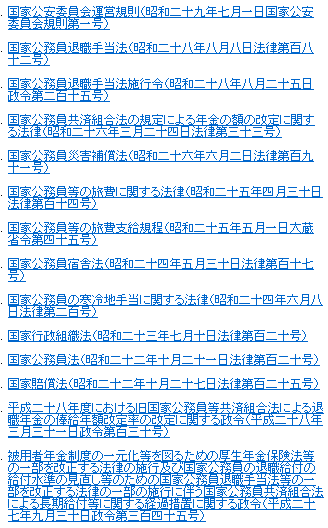 国家公安委員会運営規則（昭和二十九年七月一日国家公安
委員会規則第一号）
国家公務員退職手当法（昭和二十八年八月八日法律第百八
十二号）
国家公務員退職手当法施行令（昭和二十八年八月二十五日
政令第二百十五号）
国家公務員共済組合法の規定による年金の額の改定に関す
る法律（昭和二十六年三月二十四日法律第三十三号）
国家公務員災害補償法（昭和二十六年六月二日法律第百九
十一号）
国家公務員等の旅費に関する法律（昭和二十五年四月三十日
法律第百十四号）
国家公務員等の旅費支給規程（昭和二十五年五月一日大蔵
省令第四十五号）
国家公務員宿舎法（昭和二十四年五月三十日法律第百十七
号）
国家公務員の寒冷地手当に関する法律（昭和二十四年六月八
日法律第二百号）
国家行政組織法（昭和二十三年七月十日法律第百二十号）
国家公務員法（昭和二十二年十月二十一日法律第百二十号）
国家賠償法（昭和二十二年十月二十七日法律第百二十五号）
平成二十八年度における旧国家公務員等共済組合法による退
職年金の俸給年額改定率の改定に関する政令（平成二十八年
三月三十一日政令第百三十号）
被用者年金制度の一元化等を図るための厚生年金保険法等
の一部を改正する法律の施行及び国家公務員の退職給付の
給付水準の見直し等のための国家公務員退職手当法等の一
部を改正する法律の一部の施行に伴う国家公務員共済組合法
による長期給付等に関する経過措置に関する政令（平成二十
七年九月三十日政令第三百四十五号）